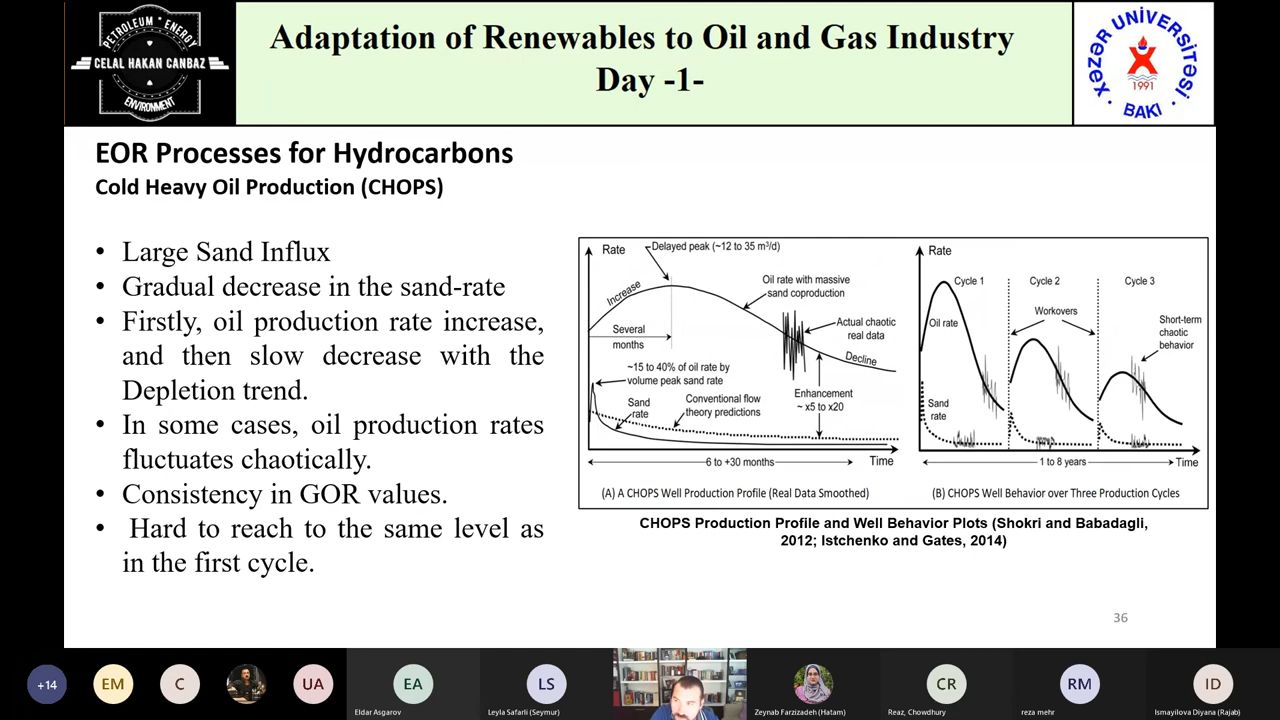 PETROLEUM * ENERGY
CELAL HAKAN CANBAZ
ENVIRONMENT
Adaptation of Renewables to Oil and Gas Industry
Day -1-
XƏZƏR UNİVERSİTƏSİ
1991
• BAKI •
EOR Processes for Hydrocarbons
Cold Heavy Oil Production (CHOPS)
• Large Sand Influx
• Gradual decrease in the sand-rate
• Firstly, oil production rate increase,
and then slow decrease with the
Depletion trend.
• In some cases, oil production rates
fluctuates chaotically.
• Consistency in GOR values.
• Hard to reach to the same level as
in the first cycle.
Rate
Delayed peak (~12 to 35 m³/d)
Increase
Oil rate with massive
sand coproduction
Several
months
Actual chaotic
real data
Decline
~15 to 40% of oil rate by
volume peak sand rate
Sand
rate
Conventional flow
theory predictions
Enhancement
~ x5 to x20
6 to +30 months
Time
(A) A CHOPS Well Production Profile (Real Data Smoothed)
Rate
Cycle 1
Cycle 2
Cycle 3
Workovers
Oil rate
Short-term
chaotic
behavior
Sand
rate
1 to 8 years
Time
(B) CHOPS Well Behavior over Three Production Cycles
CHOPS Production Profile and Well Behavior Plots (Shokri and Babadagli,
2012; Istchenko and Gates, 2014)
36
+14
EM
C
UA
EA
Eldar Asgarov
LS
Leyla Safarli (Seymur)
Zeynab Farzizadeh (Hatam)
CR
Reaz, Chowdhury
RM
reza mehr
ID
Ismayilova Diyana (Rajab)